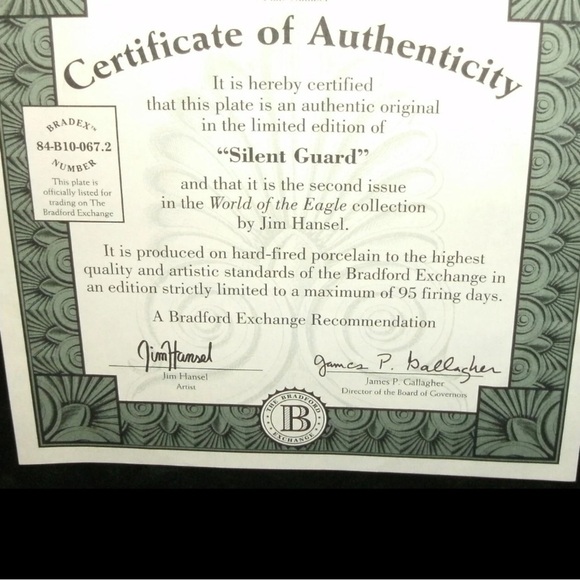 Certificate of Authenticity
It is hereby certified
that this plate is an authentic original
in the limited edition of
“Silent Guard”
and that it is the second issue
in the World of the Eagle collection
by Jim Hansel.
BRADEX™
84-B10-067.2
NUMBER
This plate is
officially listed for
trading on The
Bradford Exchange
It is produced on hard-fired porcelain to the highest
quality and artistic standards of the Bradford Exchange in
an edition strictly limited to a maximum of 95 firing days.
A Bradford Exchange Recommendation
Jim Hansel
Jim Hansel
Artist
James P. Gallagher
James P. Gallagher
Director of the Board of Governors
THE BRADFORD
B
EXCHANGE